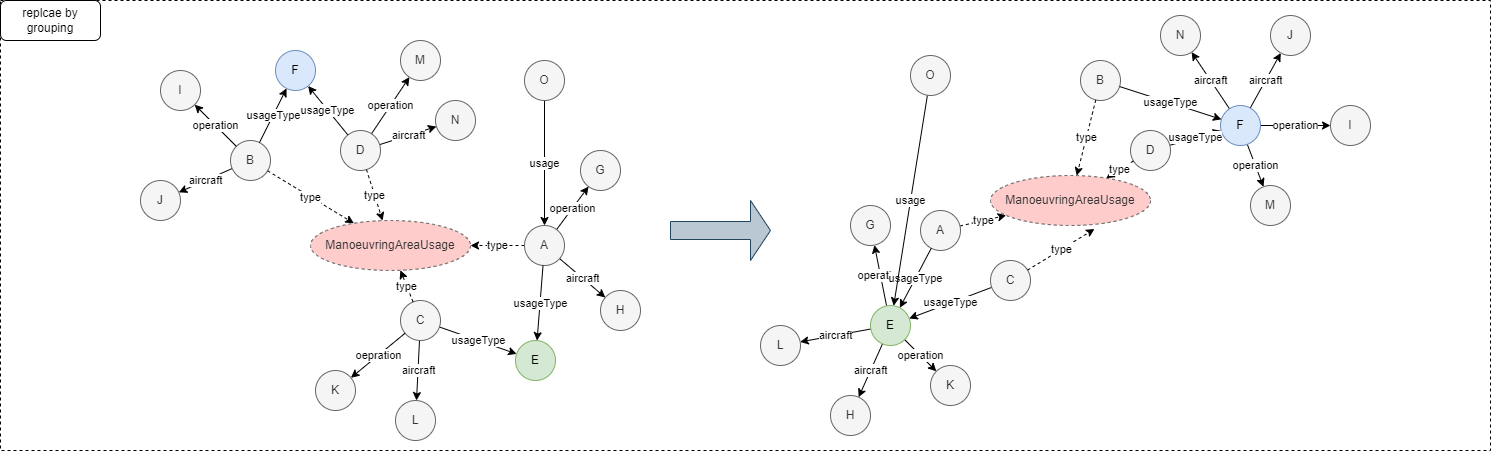 replcae by
grouping
F
M
I
O
usageType
usageType
operation
N
operation
aircraft
B
D
usage
G
aircraft
J
type
type
operation
ManoeuvringAreaUsage
type
A
aircraft
type
usageType
H
C
usageType
oepration
E
aircraft
K
L
N
J
O
B
aircraft
aircraft
usageType
F
operation
I
type
usageType
D
operation
type
usage
ManoeuvringAreaUsage
M
G
A
type
type
operati
usageType
C
usageType
E
aircraft
L
operation
aircraft
K
H